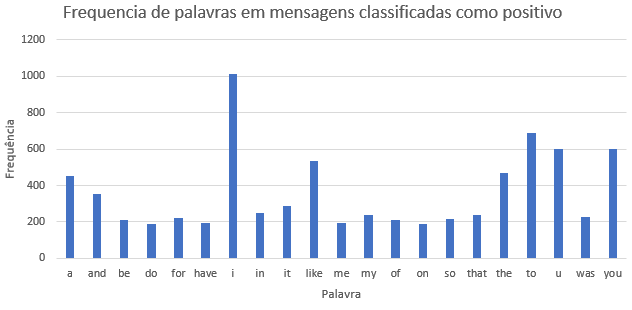 Frequencia de palavras em mensagens classificadas como positivo
1200
1000
800
600
400
200
0
Frequência
a and be do for have i in it like me my of on so that the to u was you
Palavra